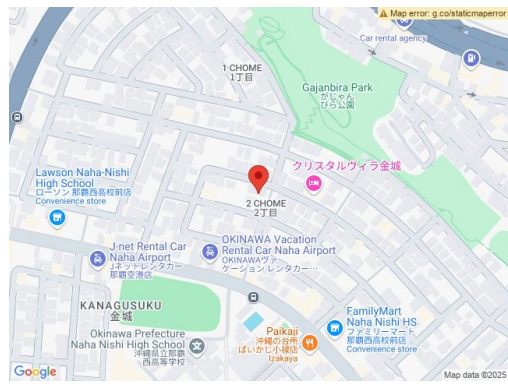 Map error: g.co/staticmaperror
Car rental agency
1 CHOME
1丁目
Gajanbira Park
がじゃん
びら公園
クリスタルヴィラ金城
Lawson Naha-Nishi
High School
ローソン 那覇西高校前店
Convenience store
2 CHOME
2丁目
J-net Rental Car
Naha Airport
Jネットレンタカー
那覇空港店
OKINAWA Vacation
Rental Car Naha Airport
OKINAWAヴァ
ケーション レンタカー…
KANAGUSUKU
金城
Okinawa Prefecture
Naha Nishi High School
沖縄県立那覇
西高等学校
Paikaji
沖縄の台所
ぱいかじ小禄店
Izakaya
FamilyMart
Naha Nishi HS
ファミリーマート
那覇西高校前店
Convenience store
Google
Map data ©2025